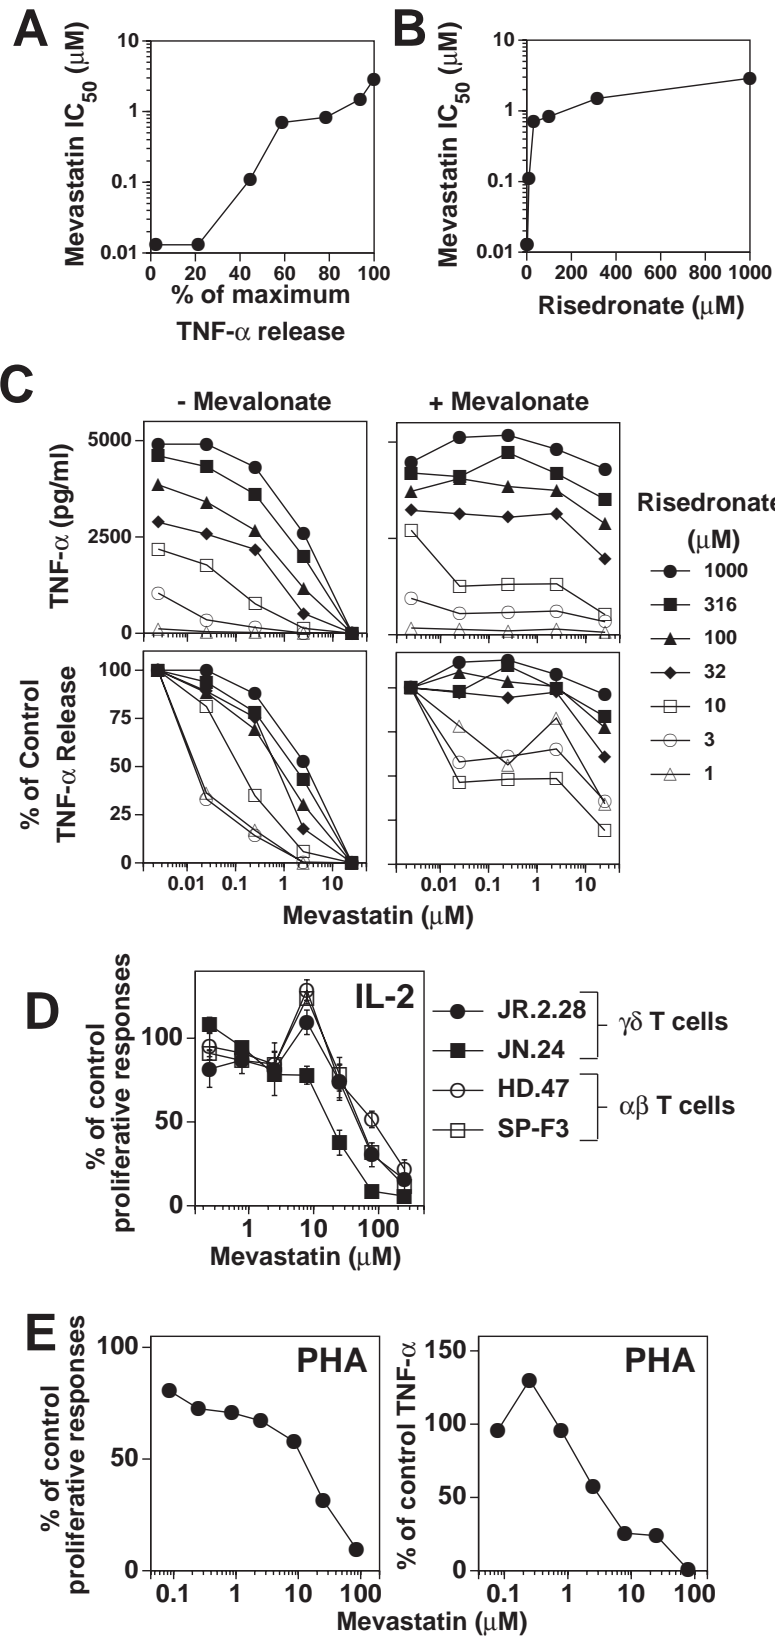 A
Mevastatin IC50 (μM)
10
1
0.1
0.01
0 20 40 60 80 100
% of maximum
TNF-α release
B
Mevastatin IC50 (μM)
10
1
0.1
0.01
0 200 400 600 800 1000
Risedronate (μM)
C
- Mevalonate
+ Mevalonate
TNF-α (pg/ml)
5000
2500
0
% of Control
TNF-α Release
100
75
50
25
0
0.01 0.1 1 10
0.01 0.1 1 10
Mevastatin (μM)
Risedronate
(μM)
1000
316
100
32
10
3
1
D
% of control
proliferative responses
100
50
0
IL-2
1 10 100
Mevastatin (μM)
JR.2.28
JN.24
γδ T cells
HD.47
SP-F3
αβ T cells
E
% of control
proliferative responses
100
50
0
PHA
0.1 1 10 100
% of control TNF-α
150
100
50
0
PHA
0.1 1 10 100
Mevastatin (μM)